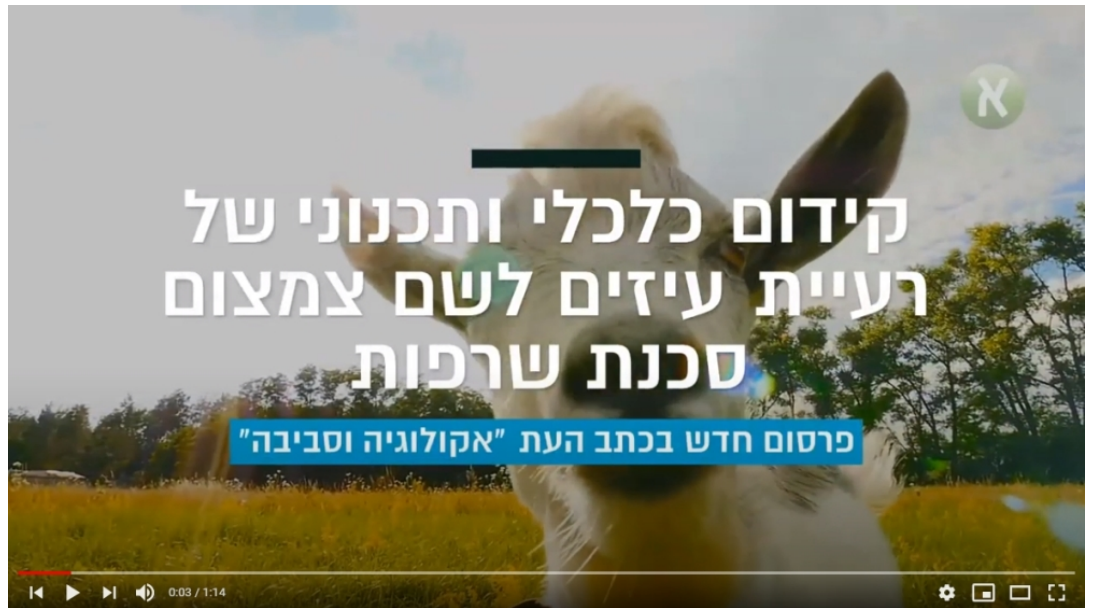 א
קידום כלכלי ותכנוני של
רעיית עיזים לשם צמצום
סכנת שרפות
פרסום חדש בכתב העת "אקולוגיה וסביבה"
0:03 / 1:14